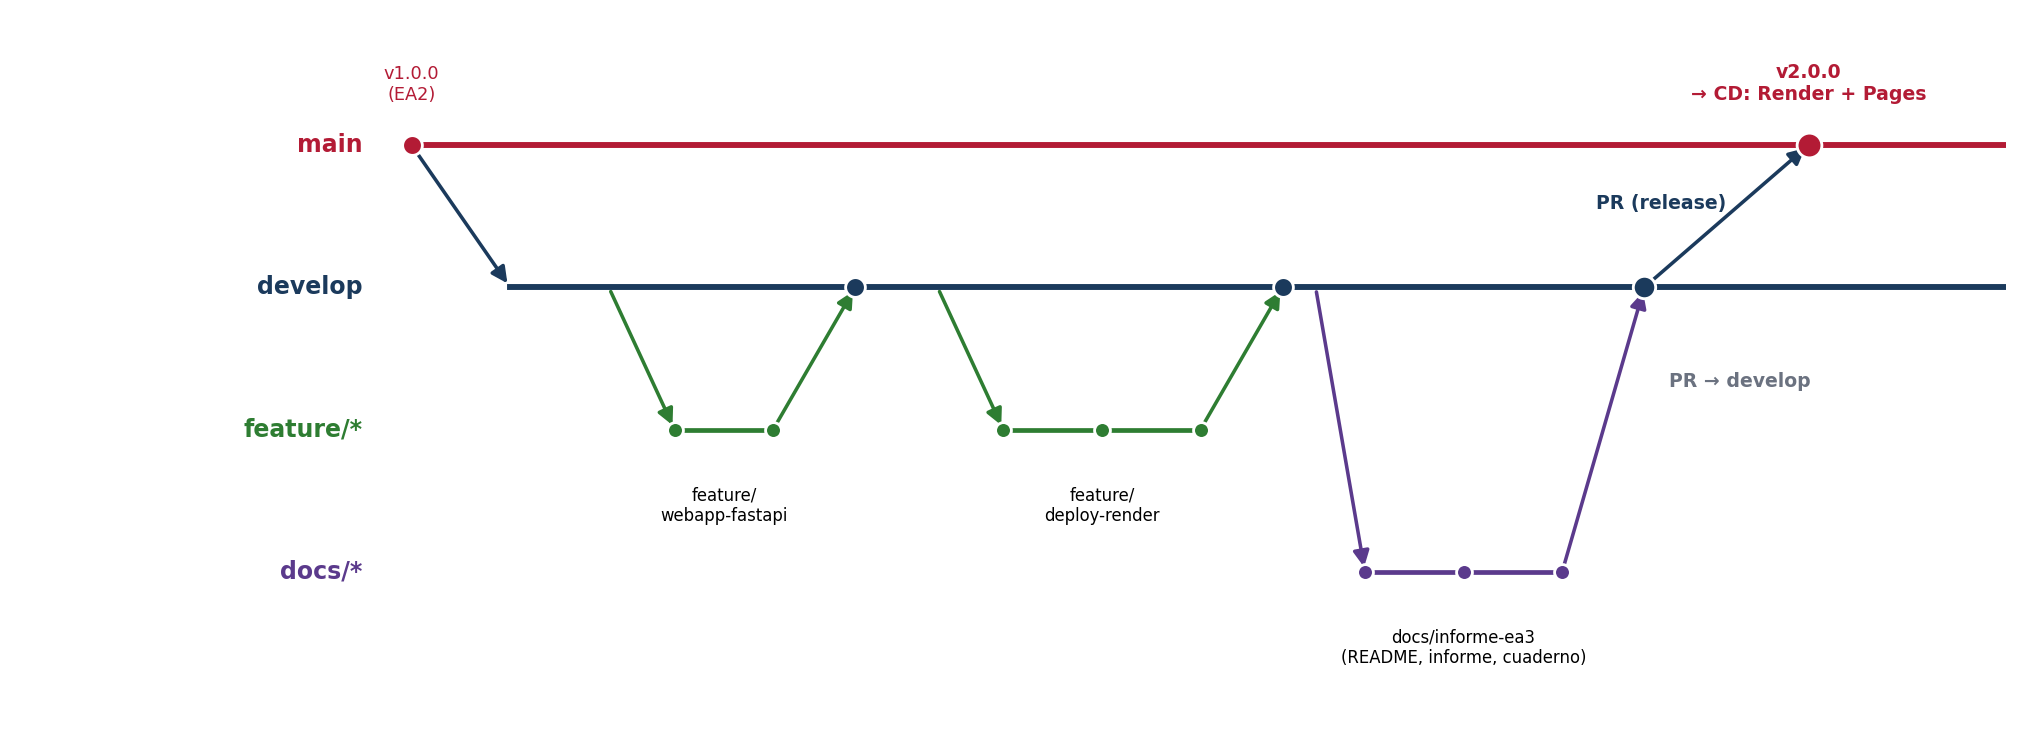 v1.0.0
(EA2)
v2.0.0
→ CD: Render + Pages
main
PR (release)
develop
PR → develop
feature/*
feature/
webapp-fastapi
feature/
deploy-render
docs/*
docs/informe-ea3
(README, informe, cuaderno)